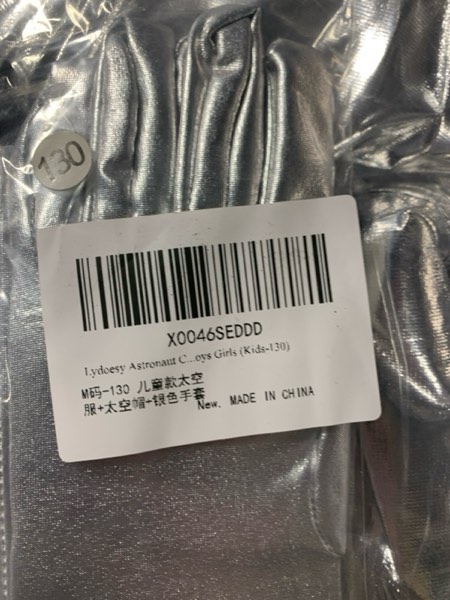 130
X0046SEDDD
Lydoesy Astronaut C...oys Girls (Kids-130)
M码-130 儿童款太空
服+太空帽+银色手套
New. MADE IN CHINA